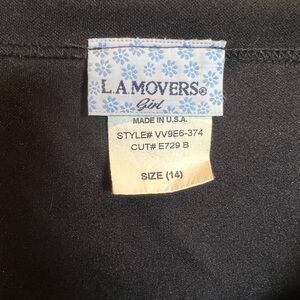 L.A.MOVERS®
Girl
MADE IN U.S.A.
STYLE# VV9E6-374
CUT# E729 B
SIZE (14)